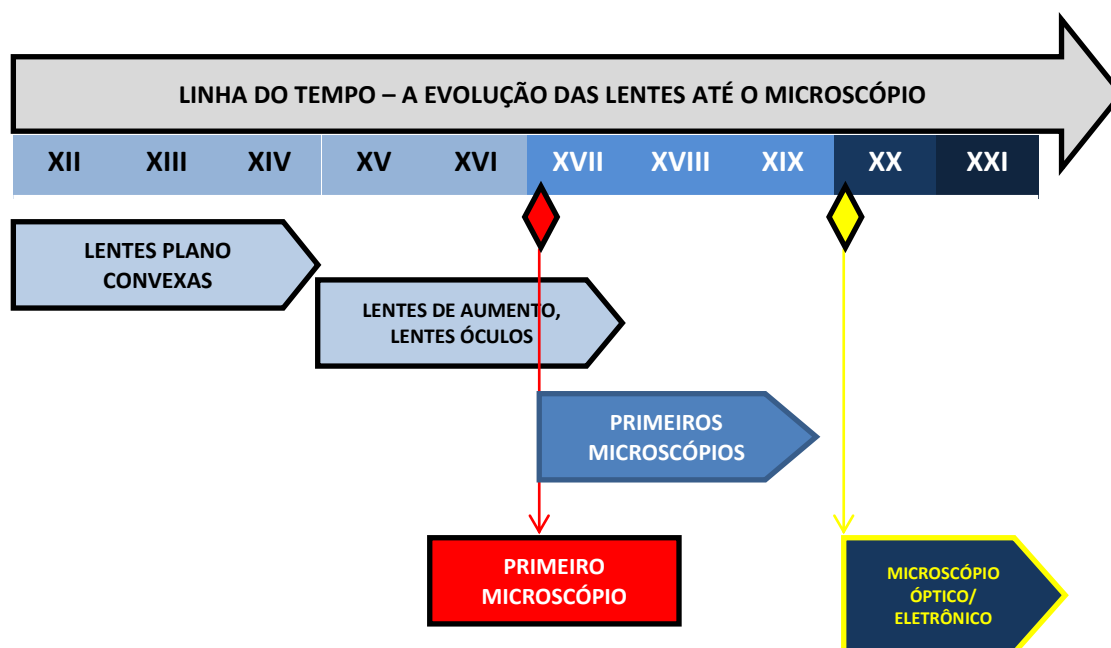 LINHA DO TEMPO – A EVOLUÇÃO DAS LENTES ATÉ O MICROSCÓPIO
XII XIII XIV XV XVI XVII XVIII XIX XX XXI
LENTES PLANO
CONVEXAS
LENTES DE AUMENTO,
LENTES ÓCULOS
PRIMEIROS
MICROSCÓPIOS
PRIMEIRO
MICROSCÓPIO
MICROSCÓPIO
ÓPTICO/
ELETRÔNICO